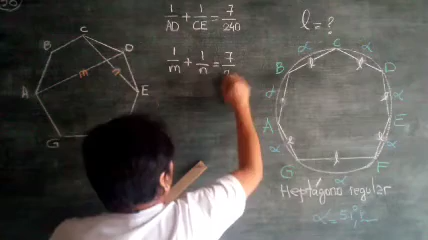 C
B
D
A
m
n
E
G
1/AD + 1/CE = 7/240
1/m + 1/n = 7/
l = ?
α C α
B l l D
α l l α
A E
α l l α
G l F
α
Heptágono regular